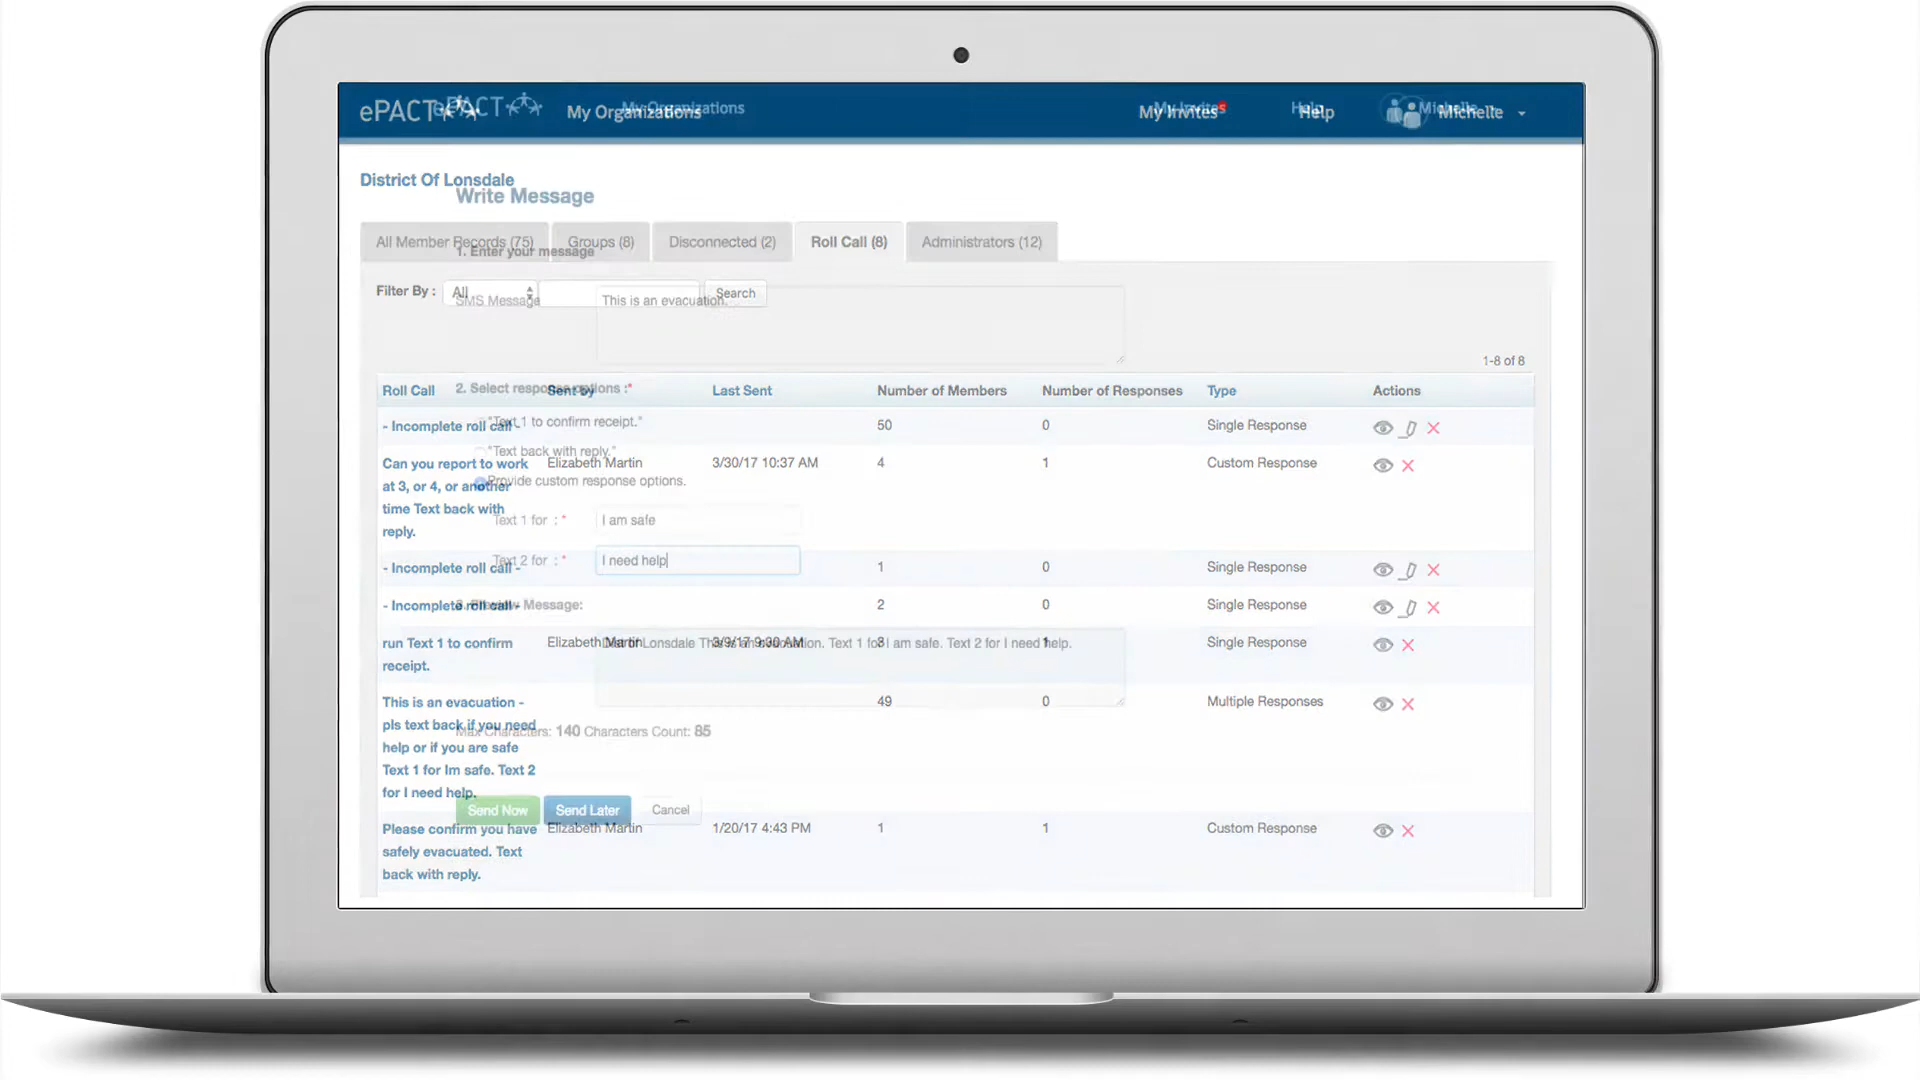 ePACT My Organizations My Invites Help Michelle
ePACT My Organizations My Invites Help Michelle
District Of Lonsdale
Write Message
All Member Records (75) Groups (8) Disconnected (2) Roll Call (8) Administrators (12)
1. Enter your message
Filter By : All Search
SMS Message This is an evacuation.
1-8 of 8
Roll Call Sent by Last Sent Number of Members Number of Responses Type Actions
2. Select response options :*
- Incomplete roll call - 50 0 Single Response
"Text 1 to confirm receipt."
"Text back with reply."
Can you report to work Elizabeth Martin 3/30/17 10:37 AM 4 1 Custom Response
at 3, or 4, or another
time Text back with
reply.
Provide custom response options.
Text 1 for : * I am safe
Text 2 for : * I need help
- Incomplete roll call - 1 0 Single Response
- Incomplete roll call - 2 0 Single Response
3. Preview Message:
run Text 1 to confirm Elizabeth Martin 3/9/17 9:30 AM 3 1 Single Response
receipt.
Lonsdale This is an evacuation. Text 1 for I am safe. Text 2 for I need help.
This is an evacuation - 49 0 Multiple Responses
pls text back if you need
help or if you are safe
Text 1 for Im safe. Text 2
for I need help.
Max Characters: 140 Characters Count: 85
Send Now Send Later Cancel
Please confirm you have Elizabeth Martin 1/20/17 4:43 PM 1 1 Custom Response
safely evacuated. Text
back with reply.